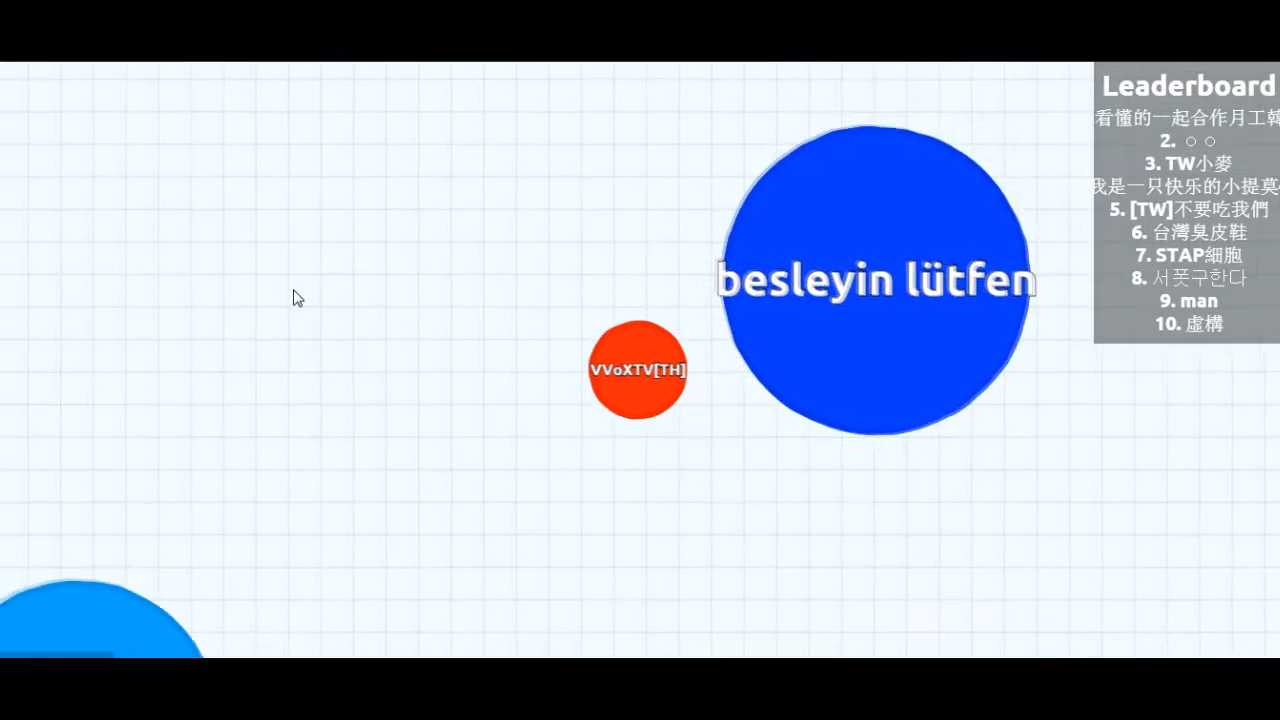 Leaderboard
看懂的一起合作月工
2. ○ ○
3. TW小麥
我是一只快乐的小提莫
5. [TW]不要吃我們
6. 台灣臭皮鞋
7. STAP細胞
8. 서폿구한다
9. man
10. 虛構
besleyin lütfen
VVoXTV[TH]